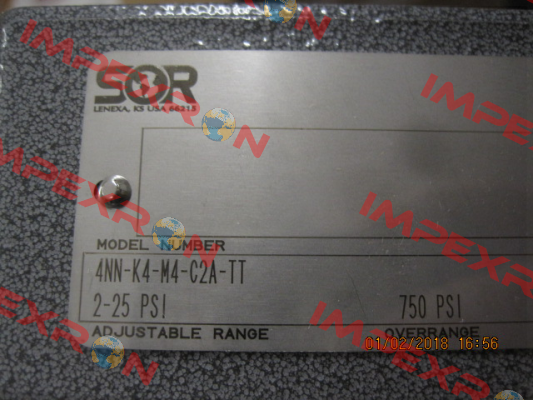 SOR
LENEXA, KS USA 66215
MODEL NUMBER
4NN-K4-M4-C2A-TT
2-25 PSI 750 PSI
ADJUSTABLE RANGE OVERRANGE
01/02/2018 16:56
IMPEXRON
IMPEXRON
IMPEXRON
IMPEXRON
IMPEXRON